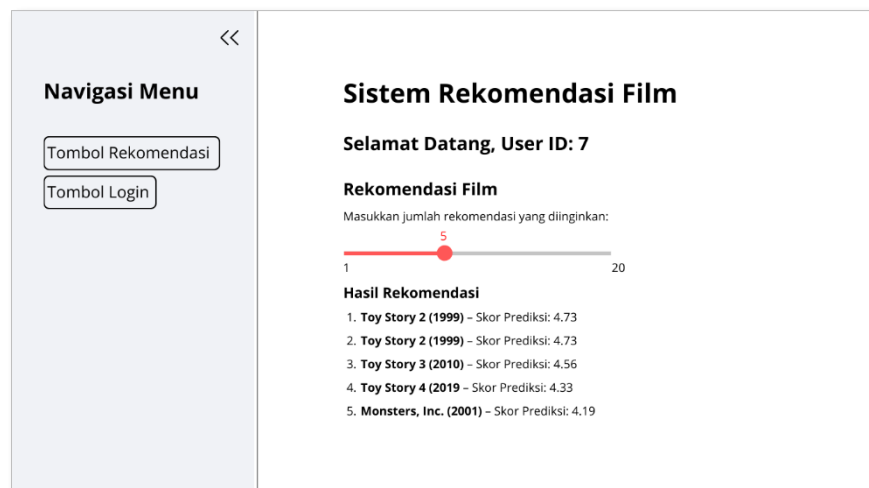 <<
Navigasi Menu
Tombol Rekomendasi
Tombol Login
Sistem Rekomendasi Film
Selamat Datang, User ID: 7
Rekomendasi Film
Masukkan jumlah rekomendasi yang diinginkan:
5
1 20
Hasil Rekomendasi
1. Toy Story 2 (1999) – Skor Prediksi: 4.73
2. Toy Story 2 (1999) – Skor Prediksi: 4.73
3. Toy Story 3 (2010) – Skor Prediksi: 4.56
4. Toy Story 4 (2019 – Skor Prediksi: 4.33
5. Monsters, Inc. (2001) – Skor Prediksi: 4.19